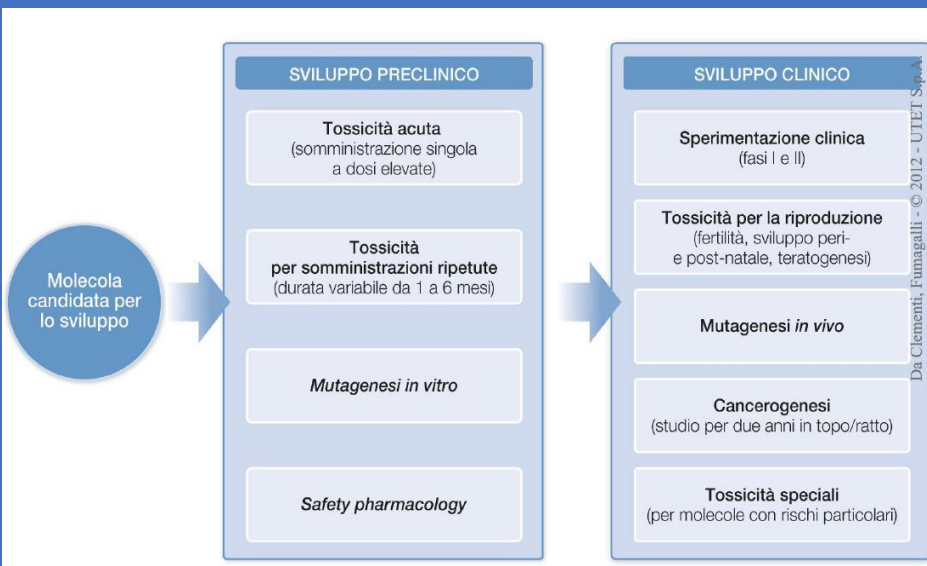 Molecola
candidata per
lo sviluppo
SVILUPPO PRECLINICO
Tossicità acuta
(somministrazione singola
a dosi elevate)
Tossicità
per somministrazioni ripetute
(durata variabile da 1 a 6 mesi)
Mutagenesi in vitro
Safety pharmacology
SVILUPPO CLINICO
Sperimentazione clinica
(fasi I e II)
Tossicità per la riproduzione
(fertilità, sviluppo peri-
e post-natale, teratogenesi)
Mutagenesi in vivo
Cancerogenesi
(studio per due anni in topo/ratto)
Tossicità speciali
(per molecole con rischi particolari)
Da Clementi, Fumagalli - © 2012 - UTET S.p.A.